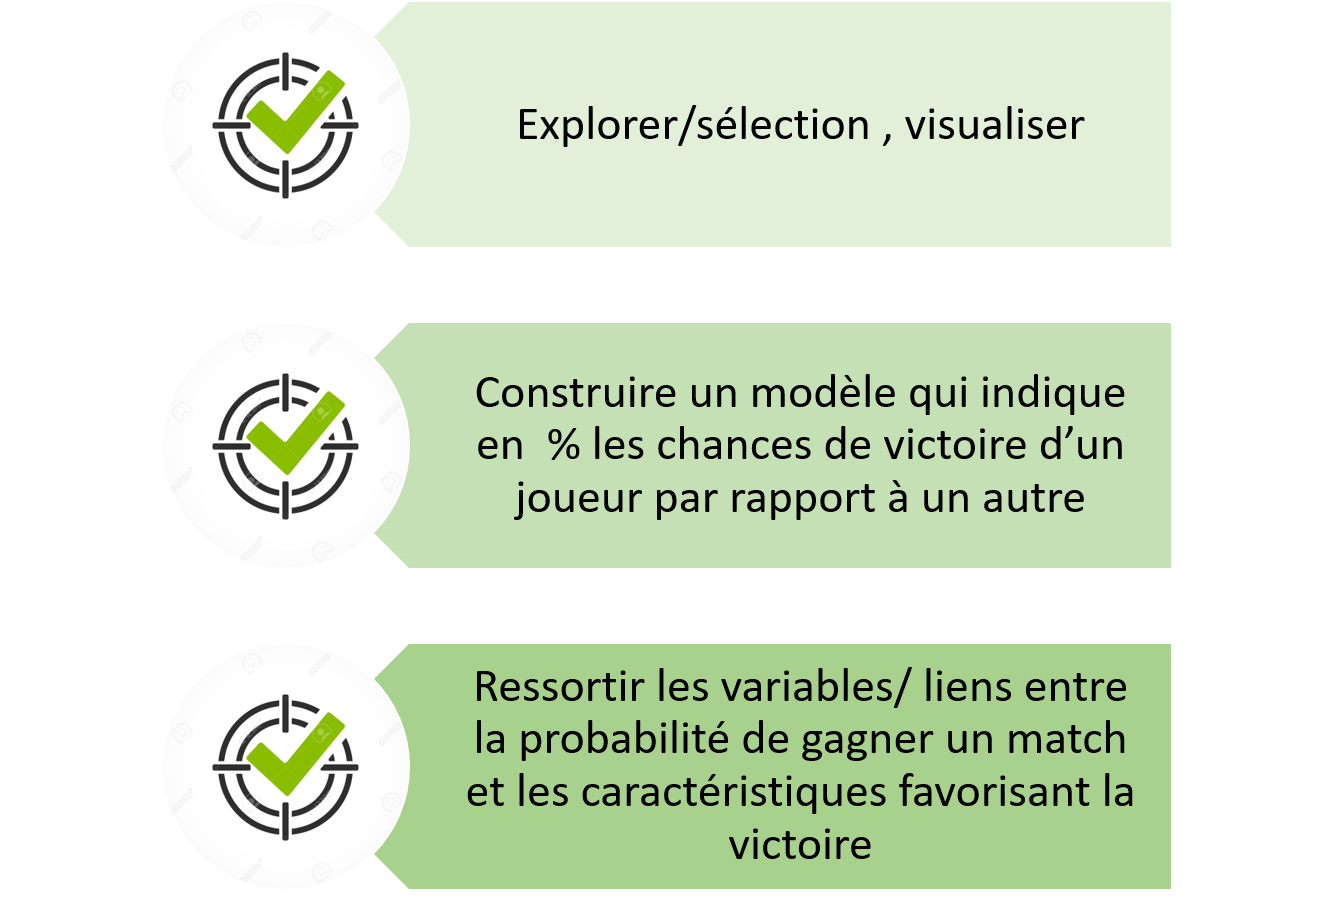 Explorer/sélection , visualiser
Construire un modèle qui indique
en  % les chances de victoire d’un
joueur par rapport à un autre
Ressortir les variables/ liens entre
la probabilité de gagner un match
et les caractéristiques favorisant la
victoire